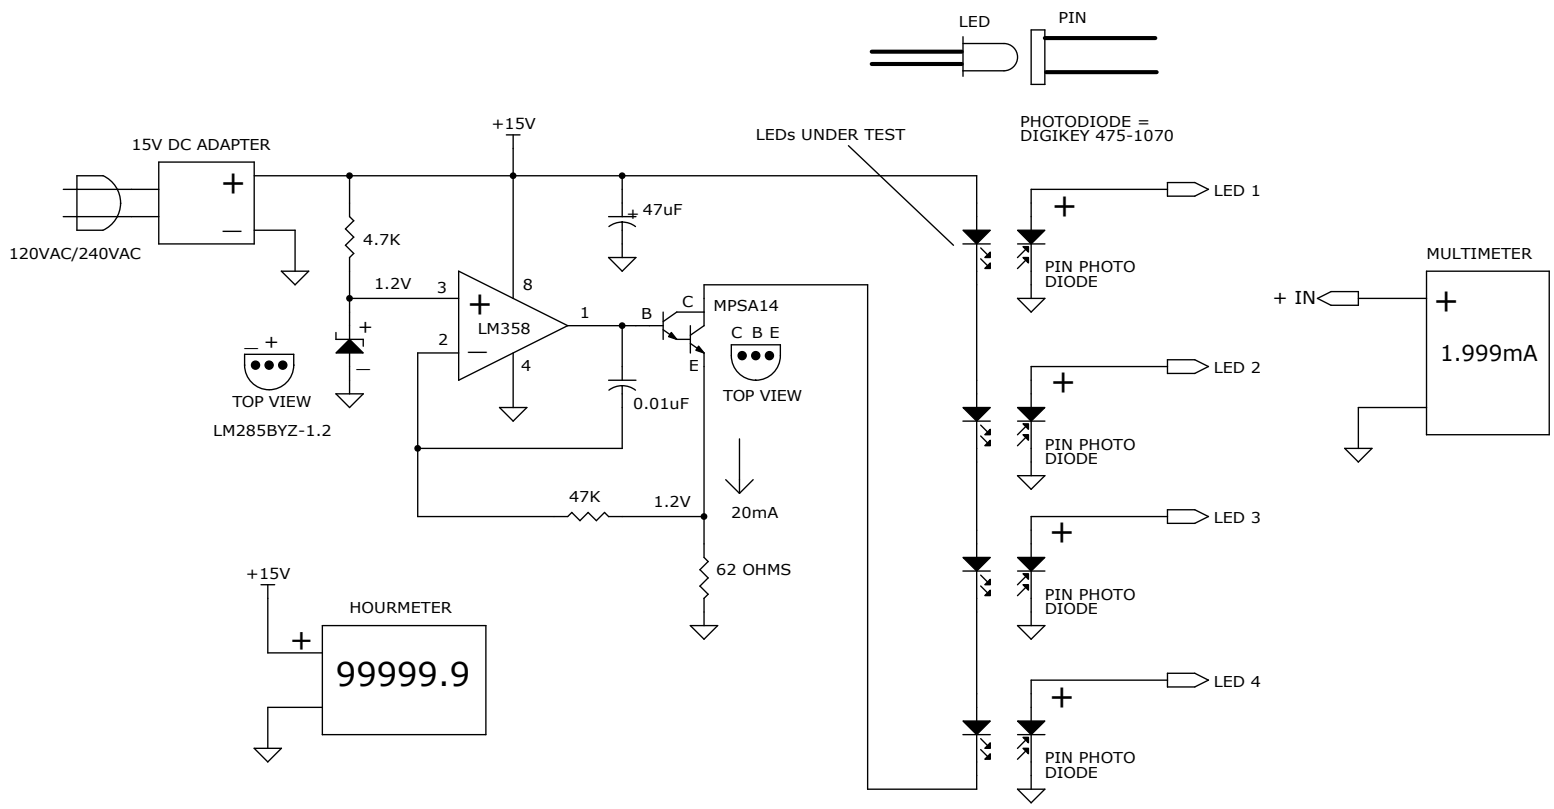 LED
PIN
PHOTODIODE =
DIGIKEY 475-1070
+15V
LEDs UNDER TEST
15V DC ADAPTER
+
−
120VAC/240VAC
4.7K
+ 47uF
1.2V
3
8
+
LM358
2
−
4
1
B
C
E
MPSA14
C B E
TOP VIEW
− +
TOP VIEW
LM285BYZ-1.2
+
−
0.01uF
47K
1.2V
20mA
62 OHMS
+15V
HOURMETER
+
99999.9
+
LED 1
PIN PHOTO
DIODE
+
LED 2
PIN PHOTO
DIODE
+
LED 3
PIN PHOTO
DIODE
+
LED 4
PIN PHOTO
DIODE
MULTIMETER
+ IN
+
1.999mA